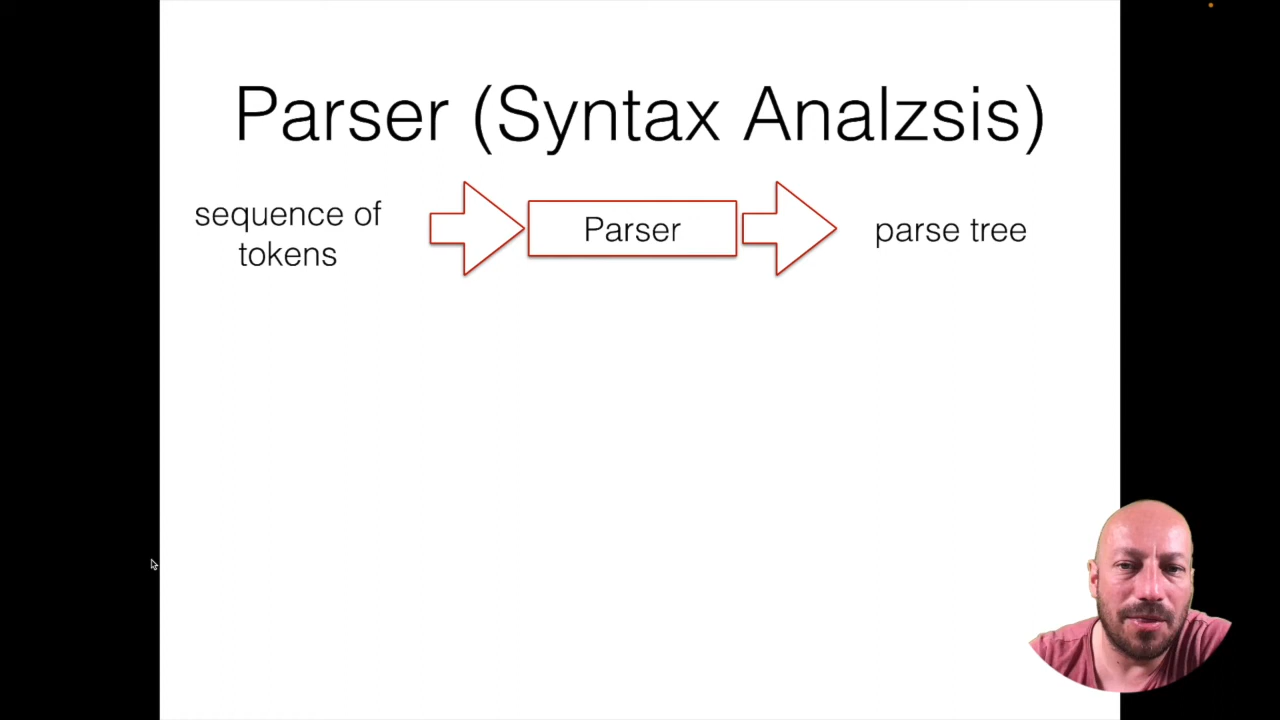 Parser (Syntax Analzsis)
sequence of
tokens
Parser
parse tree